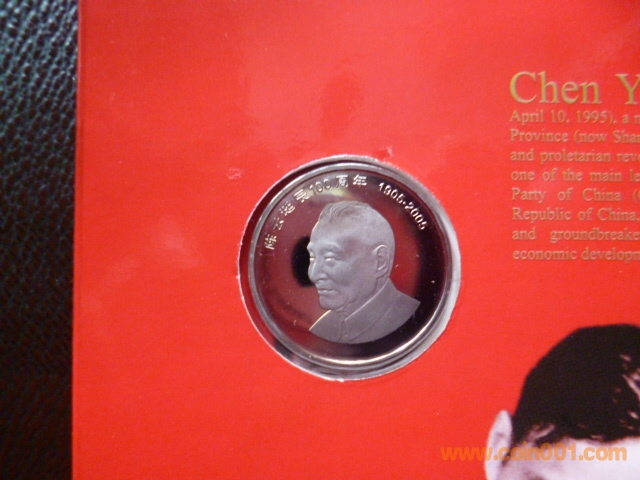 陈云诞辰100周年 1905-2005
Chen Y
April 10, 1995), a
Province (now Shan
and proletarian rev
one of the main le
Party of China
Republic of China
and groundbreake
economic developm
www.coin001.com